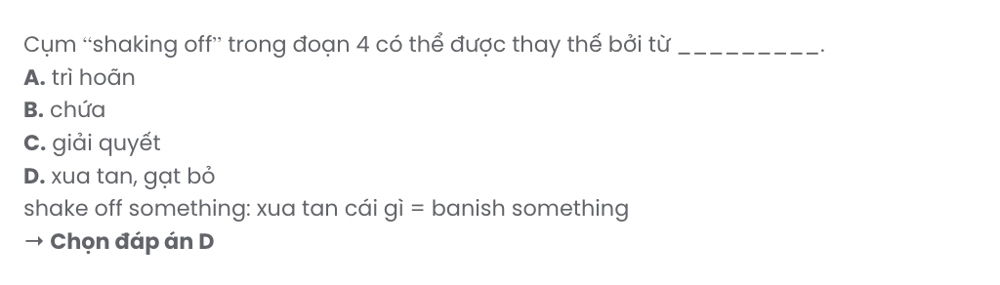 Cụm “shaking off” trong đoạn 4 có thể được thay thế bởi từ _________.
A. trì hoãn
B. chứa
C. giải quyết
D. xua tan, gạt bỏ
shake off something: xua tan cái gì = banish something
→ Chọn đáp án D